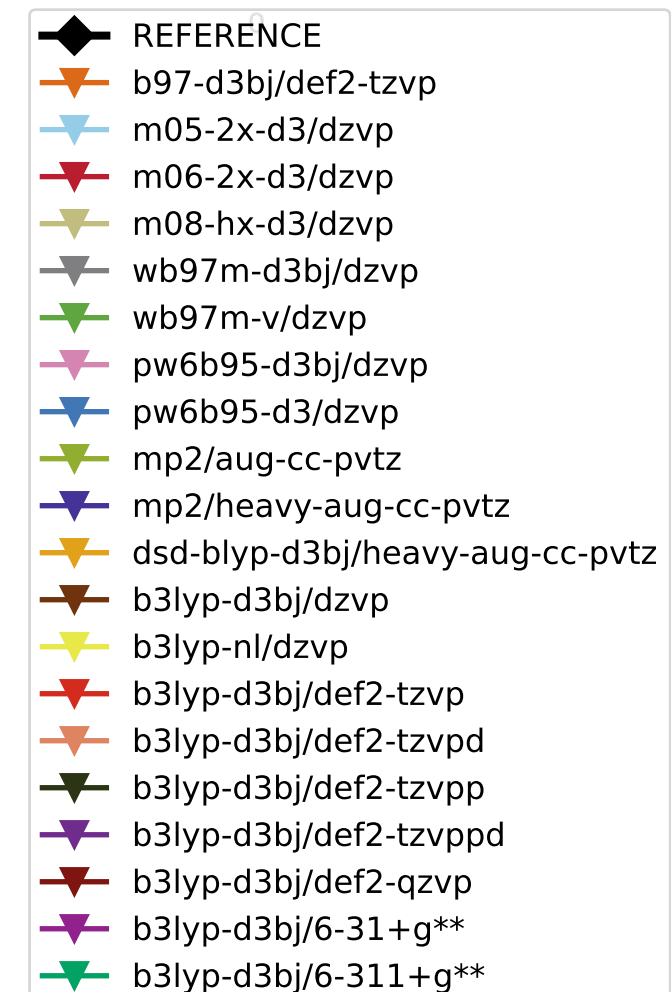 REFERENCE
b97-d3bj/def2-tzvp
m05-2x-d3/dzvp
m06-2x-d3/dzvp
m08-hx-d3/dzvp
wb97m-d3bj/dzvp
wb97m-v/dzvp
pw6b95-d3bj/dzvp
pw6b95-d3/dzvp
mp2/aug-cc-pvtz
mp2/heavy-aug-cc-pvtz
dsd-blyp-d3bj/heavy-aug-cc-pvtz
b3lyp-d3bj/dzvp
b3lyp-nl/dzvp
b3lyp-d3bj/def2-tzvp
b3lyp-d3bj/def2-tzvpd
b3lyp-d3bj/def2-tzvpp
b3lyp-d3bj/def2-tzvppd
b3lyp-d3bj/def2-qzvp
b3lyp-d3bj/6-31+g**
b3lyp-d3bj/6-311+g**